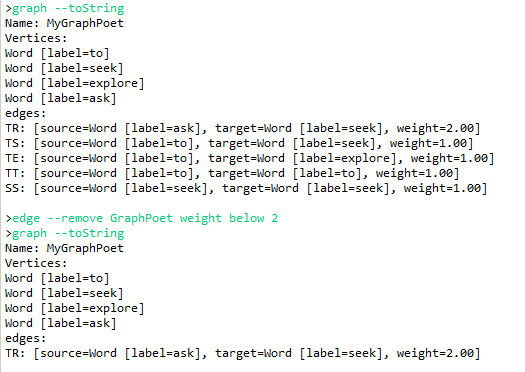 >graph --toString
Name: MyGraphPoet
Vertices:
Word [label=to]
Word [label=seek]
Word [label=explore]
Word [label=ask]
edges:
TR: [source=Word [label=ask], target=Word [label=seek], weight=2.00]
TS: [source=Word [label=to], target=Word [label=seek], weight=1.00]
TE: [source=Word [label=to], target=Word [label=explore], weight=1.00]
TT: [source=Word [label=to], target=Word [label=to], weight=1.00]
SS: [source=Word [label=seek], target=Word [label=seek], weight=1.00]
>edge --remove GraphPoet weight below 2
>graph --toString
Name: MyGraphPoet
Vertices:
Word [label=to]
Word [label=seek]
Word [label=explore]
Word [label=ask]
edges:
TR: [source=Word [label=ask], target=Word [label=seek], weight=2.00]